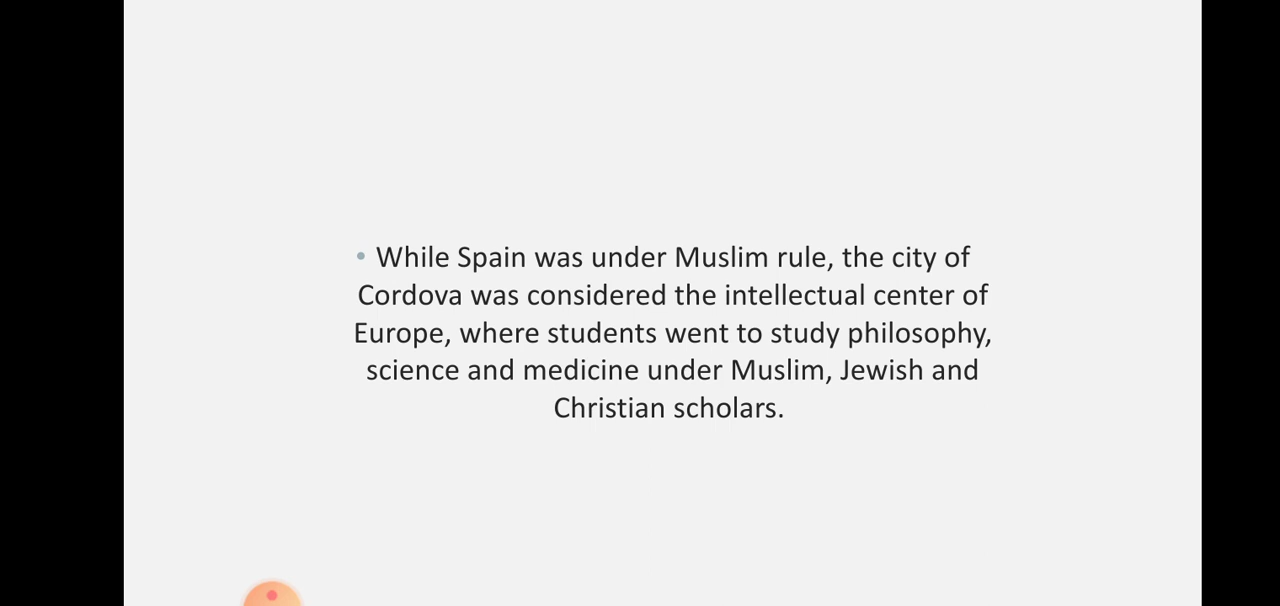 • While Spain was under Muslim rule, the city of
Cordova was considered the intellectual center of
Europe, where students went to study philosophy,
science and medicine under Muslim, Jewish and
Christian scholars.